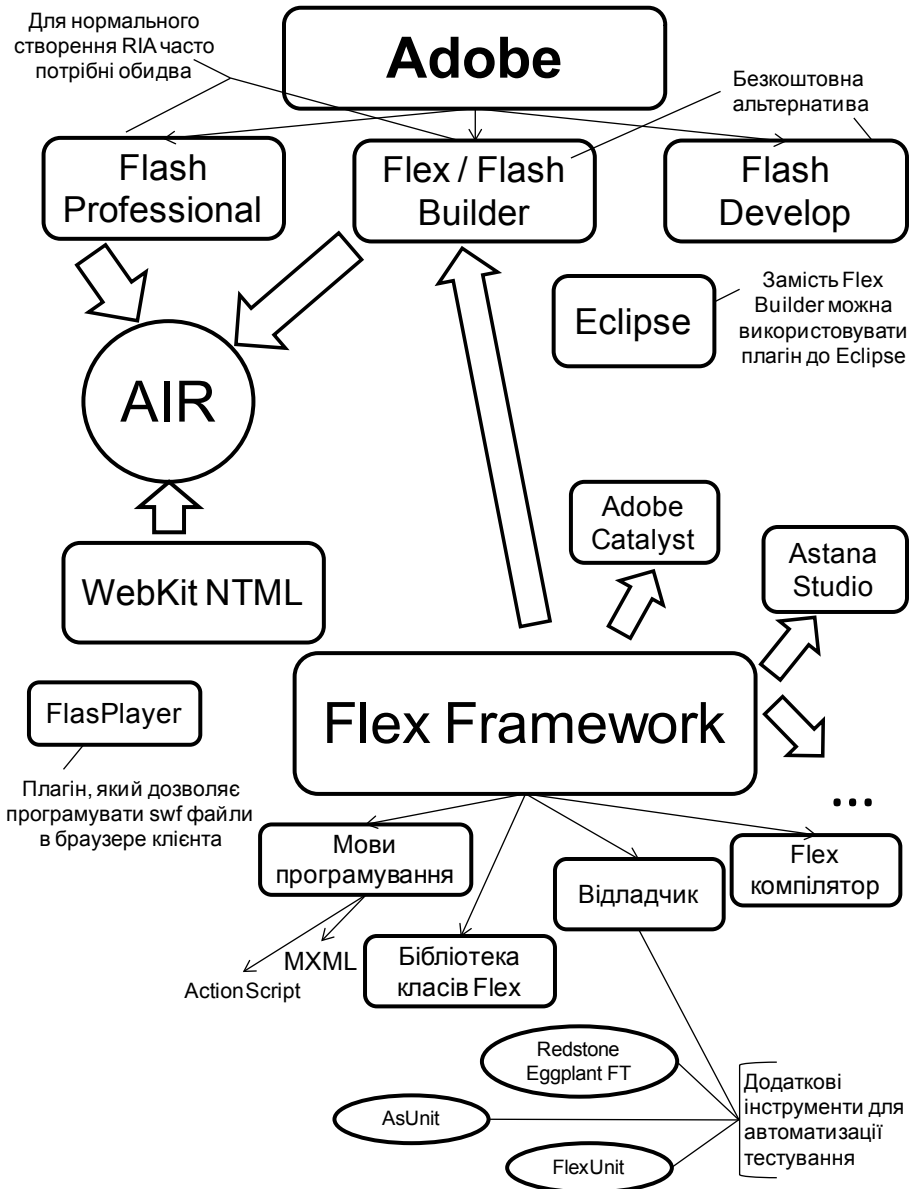 Для нормального
створення RIA часто
потрібні обидва
Adobe
Безкоштовна
альтернатива
Flash
Professional
Flex / Flash
Builder
Flash
Develop
Eclipse
Замість Flex
Builder можна
використовувати
плагін до Eclipse
AIR
Adobe
Catalyst
Astana
Studio
WebKit NTML
Flex Framework
FlasPlayer
Плагін, який дозволяє
програмувати swf файли
в браузере клієнта
...
Мови
програмування
Flex
компілятор
Відладчик
MXML
ActionScript
Бібліотека
класів Flex
Redstone
Eggplant FT
AsUnit
FlexUnit
Додаткові
інструменти для
автоматизації
тестування